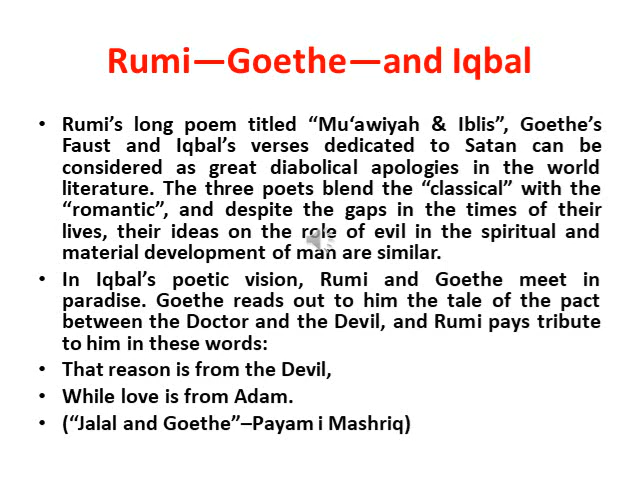 Rumi—Goethe—and Iqbal
• Rumi’s long poem titled “Mu‘awiyah & Iblis”, Goethe’s
Faust and Iqbal’s verses dedicated to Satan can be
considered as great diabolical apologies in the world
literature. The three poets blend the “classical” with the
“romantic”, and despite the gaps in the times of their
lives, their ideas on the role of evil in the spiritual and
material development of man are similar.
• In Iqbal’s poetic vision, Rumi and Goethe meet in
paradise. Goethe reads out to him the tale of the pact
between the Doctor and the Devil, and Rumi pays tribute
to him in these words:
• That reason is from the Devil,
• While love is from Adam.
• (“Jalal and Goethe”–Payam i Mashriq)